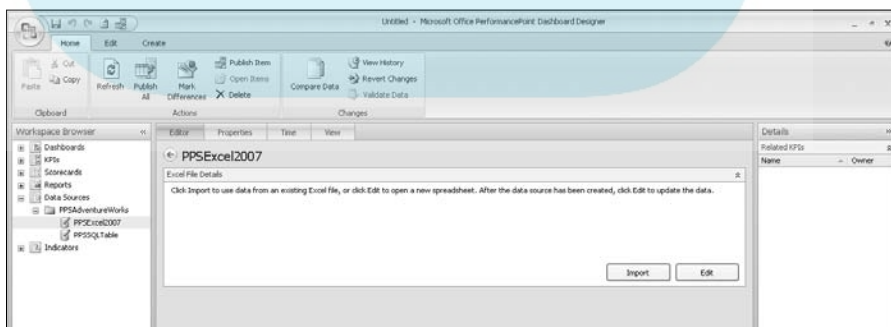 Untitled - Microsoft Office PerformancePoint Dashboard Designer
Home Edit Create
Paste
Cut
Copy
Clipboard
Refresh
Publish All
Mark Differences
Publish Item
Open Items
Delete
Actions
Compare Data
View History
Revert Changes
Validate Data
Changes
Workspace Browser
Dashboards
KPIs
Scorecards
Reports
Data Sources
PPSAdventureWorks
PPSExcel2007
PPSSQLTable
Indicators
Editor Properties Time View
PPSExcel2007
Excel File Details
Click Import to use data from an existing Excel file, or click Edit to open a new spreadsheet. After the data source has been created, click Edit to update the data.
Import Edit
Details
Related KPIs
Name Owner